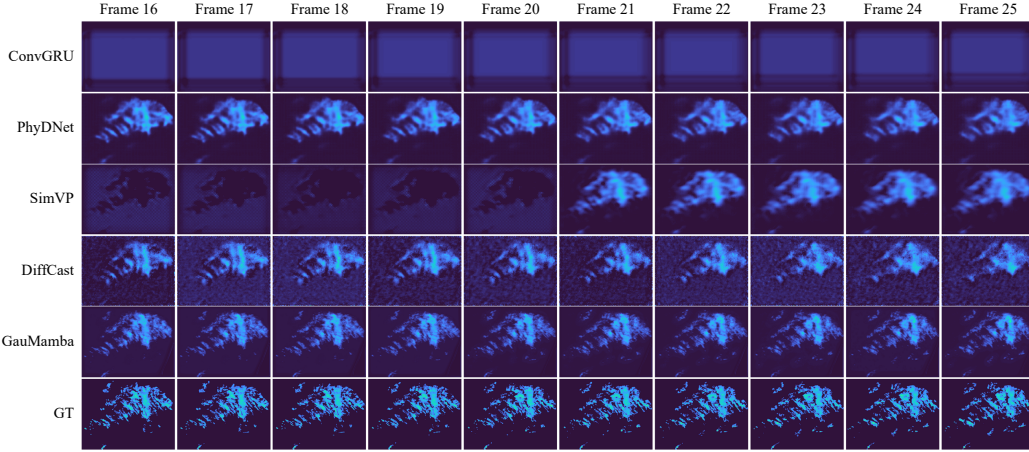 Frame 16 Frame 17 Frame 18 Frame 19 Frame 20 Frame 21 Frame 22 Frame 23 Frame 24 Frame 25
ConvGRU
PhyDNet
SimVP
DiffCast
GauMamba
GT